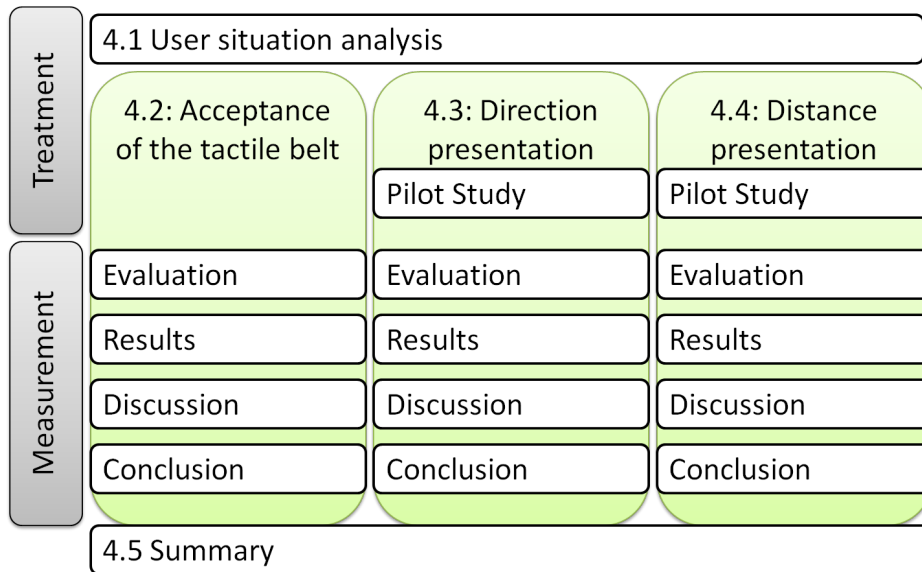 Treatment
4.1 User situation analysis
4.2: Acceptance
of the tactile belt
4.3: Direction
presentation
Pilot Study
4.4: Distance
presentation
Pilot Study
Measurement
Evaluation
Evaluation
Evaluation
Results
Results
Results
Discussion
Discussion
Discussion
Conclusion
Conclusion
Conclusion
4.5 Summary